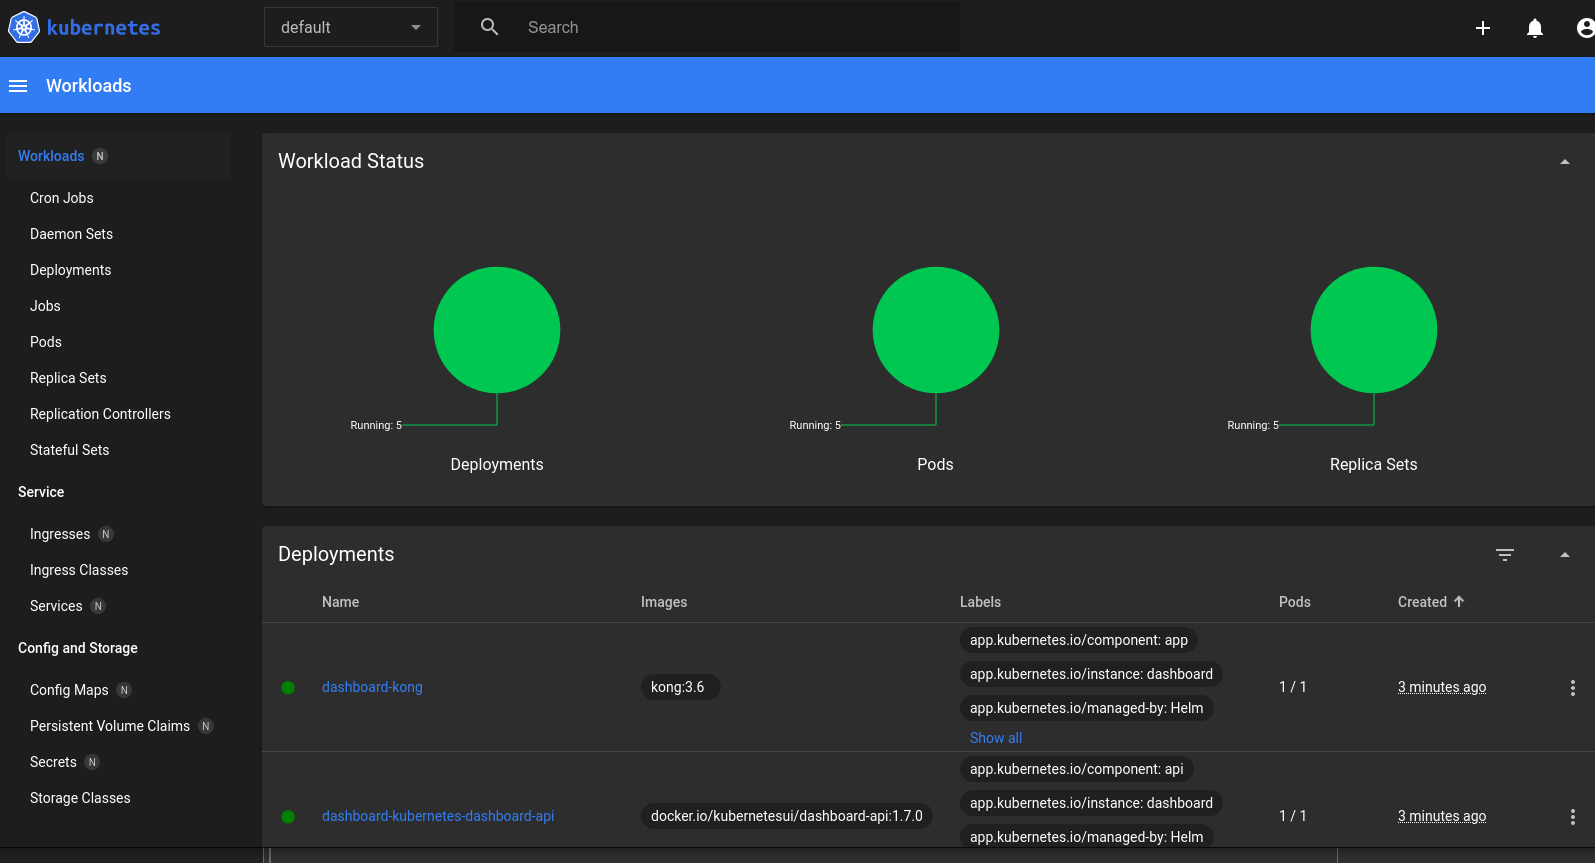 kubernetes
default
Search
Workloads
Workloads N
Cron Jobs
Daemon Sets
Deployments
Jobs
Pods
Replica Sets
Replication Controllers
Stateful Sets
Service
Ingresses N
Ingress Classes
Services N
Config and Storage
Config Maps N
Persistent Volume Claims N
Secrets N
Storage Classes
Workload Status
Running: 5
Running: 5
Running: 5
Deployments
Pods
Replica Sets
Deployments
Name Images Labels Pods Created
app.kubernetes.io/component: app
app.kubernetes.io/instance: dashboard
dashboard-kong kong:3.6 1 / 1 3 minutes ago
app.kubernetes.io/managed-by: Helm
Show all
app.kubernetes.io/component: api
app.kubernetes.io/instance: dashboard
dashboard-kubernetes-dashboard-api docker.io/kubernetesui/dashboard-api:1.7.0 1 / 1 3 minutes ago
app.kubernetes.io/managed-by: Helm